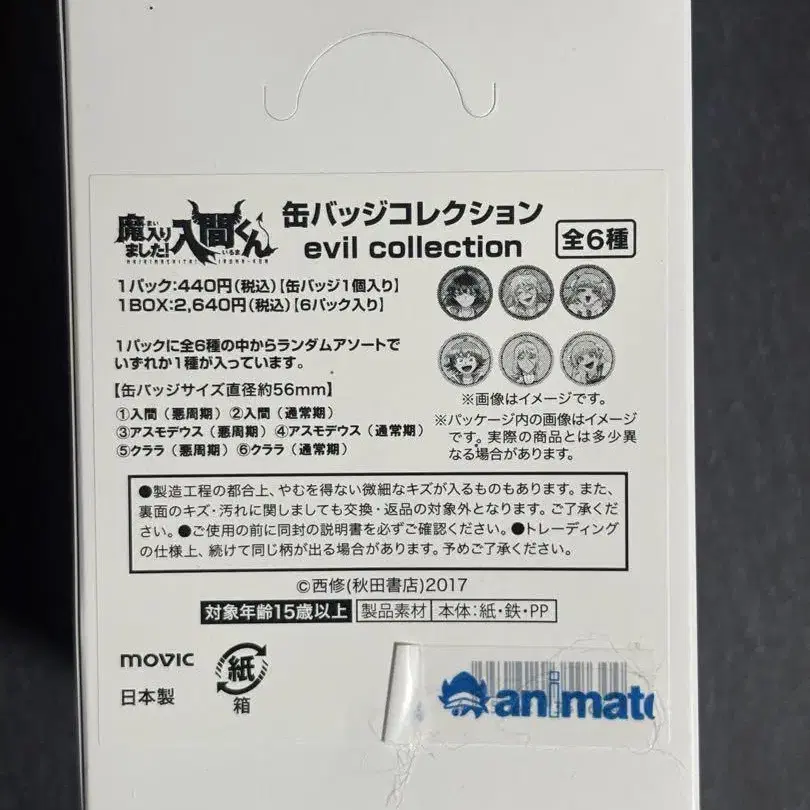 魔入りました!入間くん
MAIRIMASHITA! IRUMA-KUN
缶バッジコレクション
evil collection
全6種
1パック:440円(税込)【缶バッジ1個入り】
1BOX:2,640円(税込)【6パック入り】
1パックに全6種の中からランダムアソートで
いずれか1種が入っています。
【缶バッジサイズ直径約56mm】
①入間(悪周期)②入間(通常期)
③アスモデウス(悪周期)④アスモデウス(通常期)
⑤クララ(悪周期)⑥クララ(通常期)
※画像はイメージです。
※パッケージ内の画像はイメージ
です。実際の商品とは多少異
なる場合があります。
●製造工程の都合上、やむを得ない微細なキズが入るものもあります。また、
裏面のキズ・汚れに関しましても交換・返品の対象外となります。ご了承くだ
さい。●ご使用の前に同封の説明書を必ずご確認ください。●トレーディング
の仕様上、続けて同じ柄が出る場合があります。予めご了承ください。
©西修(秋田書店)2017
対象年齢15歳以上 製品素材 本体:紙・鉄・PP
movic
日本製
紙
箱
animate